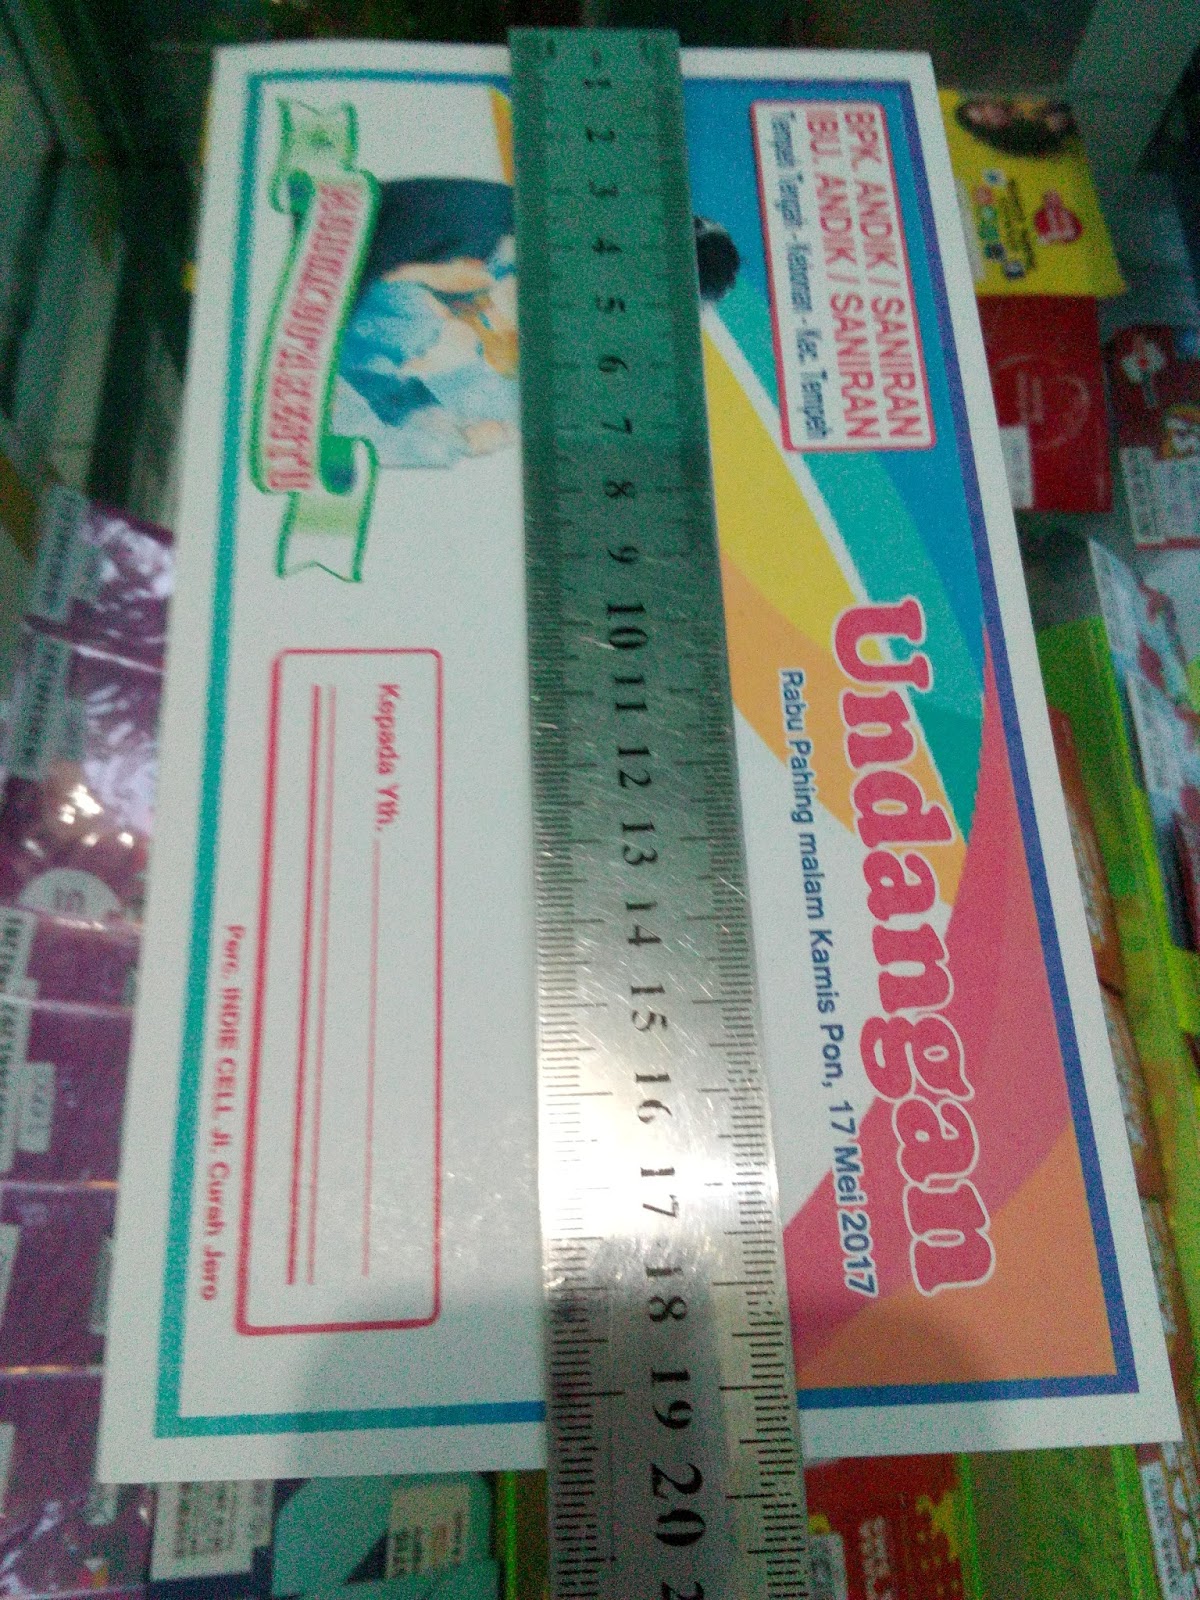 BPK. ANDIK / SANIRAN
IBU. ANDIK / SANIRAN
Tempeh Tengah - Kebonan - Kec. Tempeh
Undangan
Rabu Pahing malam Kamis Pon, 17 Mei 2017
Kepada Yth.
Perc. INDIE CELL Jl. Curah Jero
1
2
3
4
5
6
7
8
9
10
11
12
13
14
15
16
17
18
19
20